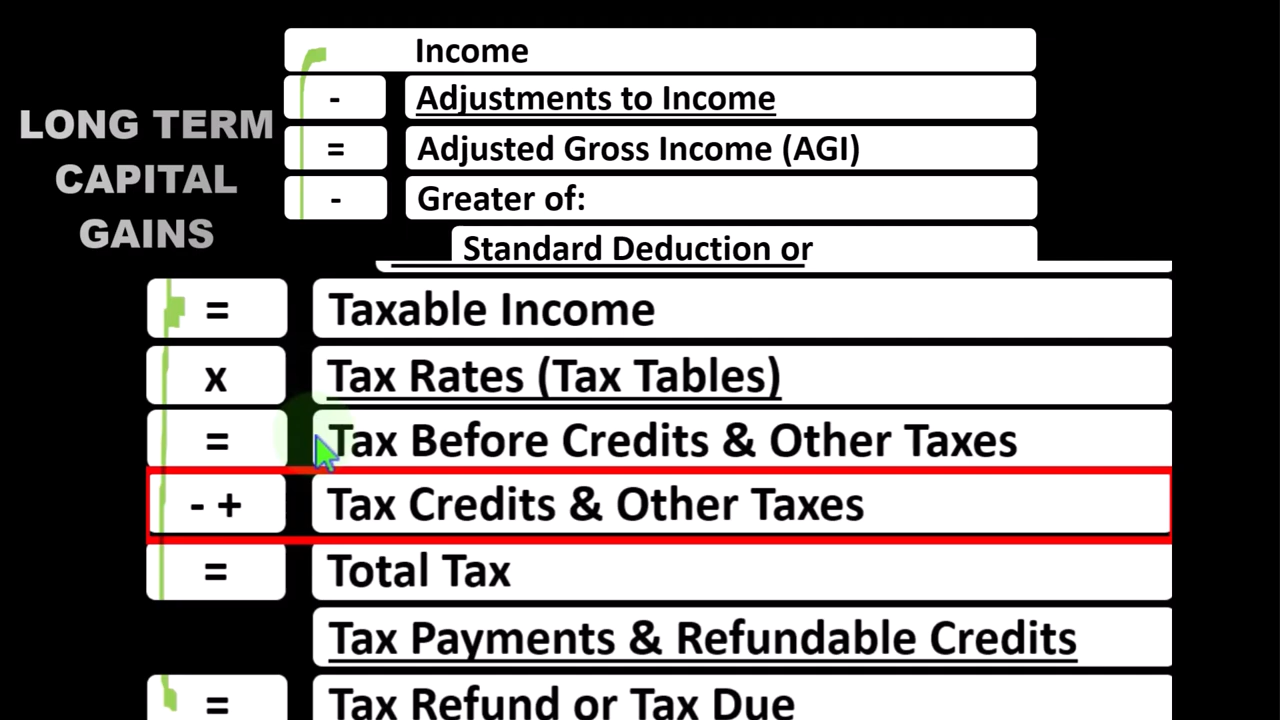 LONG TERM
CAPITAL
GAINS
Income
- Adjustments to Income
= Adjusted Gross Income (AGI)
- Greater of:
Standard Deduction or
= Taxable Income
x Tax Rates (Tax Tables)
= Tax Before Credits & Other Taxes
- + Tax Credits & Other Taxes
= Total Tax
Tax Payments & Refundable Credits
= Tax Refund or Tax Due